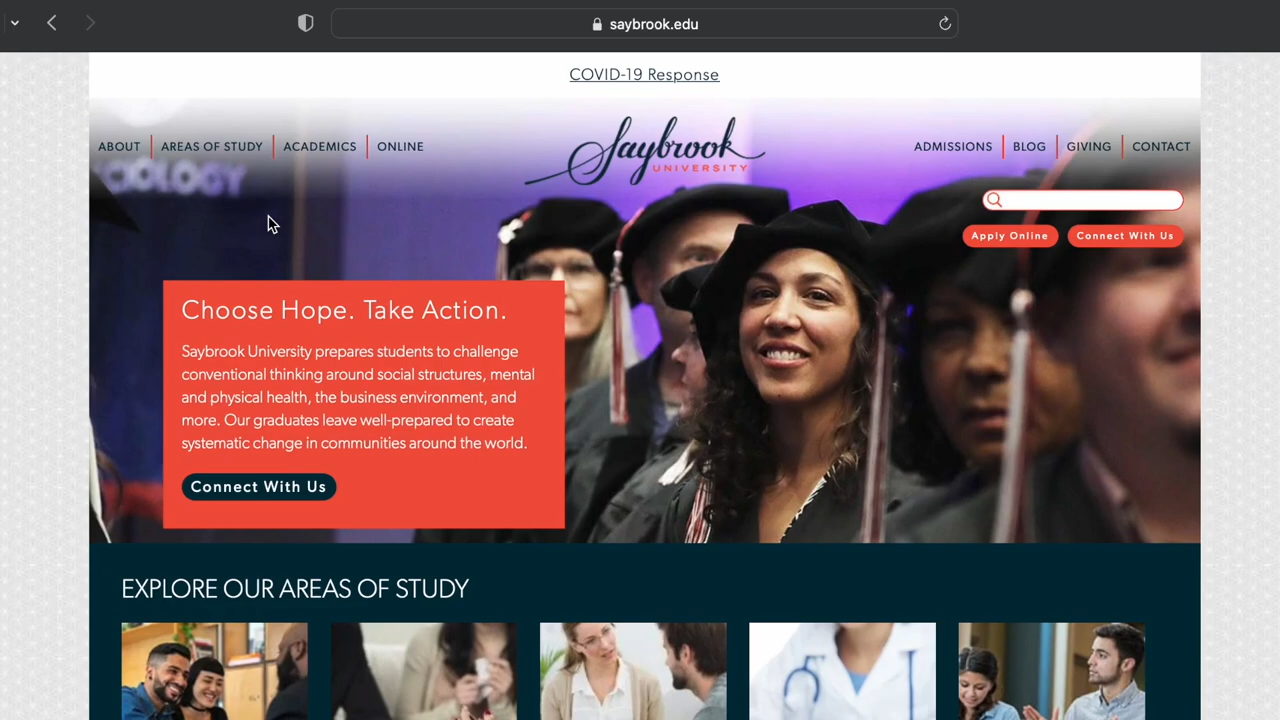 saybrook.edu
COVID-19 Response
ABOUT AREAS OF STUDY ACADEMICS ONLINE
Saybrook
UNIVERSITY
ADMISSIONS BLOG GIVING CONTACT
Apply Online Connect With Us
Choose Hope. Take Action.
Saybrook University prepares students to challenge
conventional thinking around social structures, mental
and physical health, the business environment, and
more. Our graduates leave well-prepared to create
systematic change in communities around the world.
Connect With Us
EXPLORE OUR AREAS OF STUDY